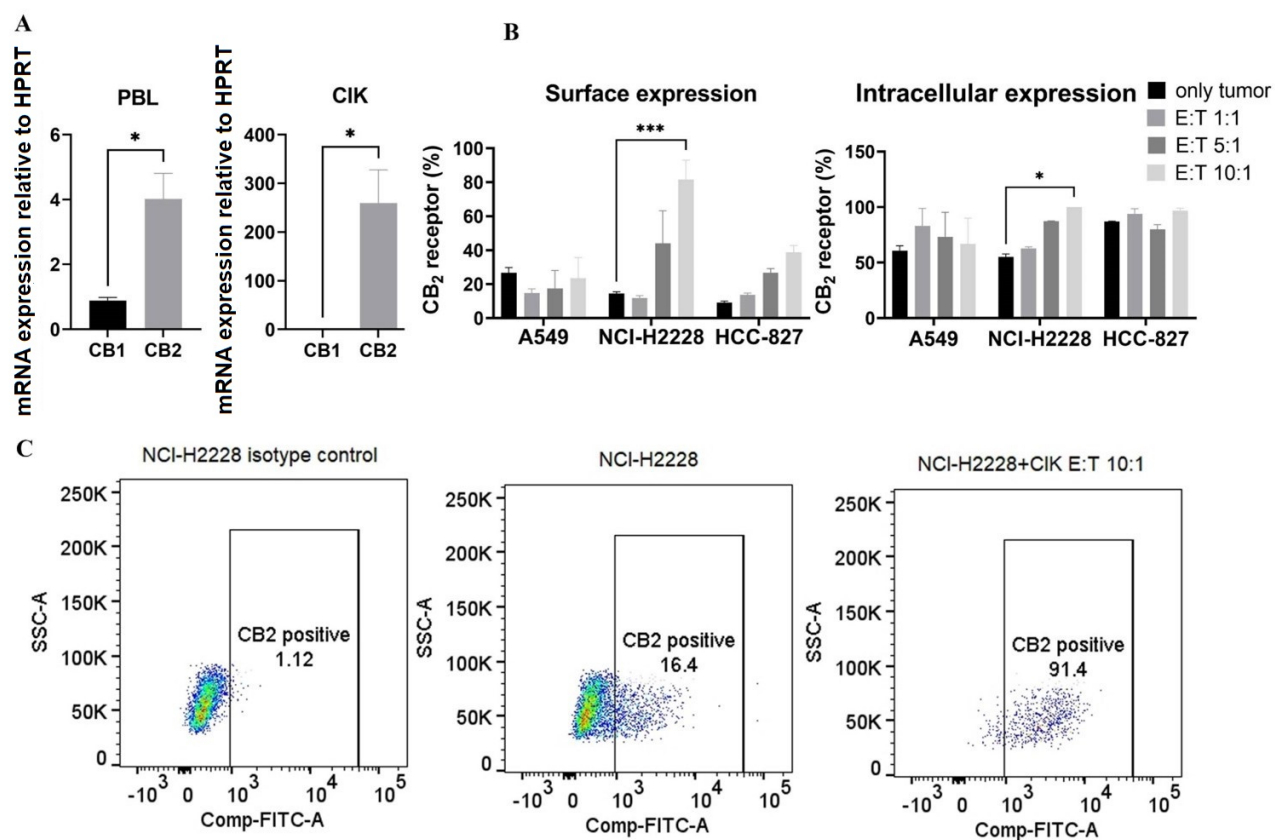 A
mRNA expression relative to HPRT
PBL
*
6
4
2
0
CB1 CB2
mRNA expression relative to HPRT
CIK
*
400
300
200
100
0
CB1 CB2
B
Surface expression
***
CB2 receptor (%)
100
80
60
40
20
0
A549 NCI-H2228 HCC-827
Intracellular expression
*
CB2 receptor (%)
150
100
50
0
A549 NCI-H2228 HCC-827
only tumor
E:T 1:1
E:T 5:1
E:T 10:1
C
NCI-H2228 isotype control
SSC-A
250K
200K
150K
100K
50K
0
CB2 positive
1.12
-10^3 0 10^3 10^4 10^5
Comp-FITC-A
NCI-H2228
SSC-A
250K
200K
150K
100K
50K
0
CB2 positive
16.4
-10^3 0 10^3 10^4 10^5
Comp-FITC-A
NCI-H2228+CIK E:T 10:1
SSC-A
250K
200K
150K
100K
50K
0
CB2 positive
91.4
-10^3 0 10^3 10^4 10^5
Comp-FITC-A